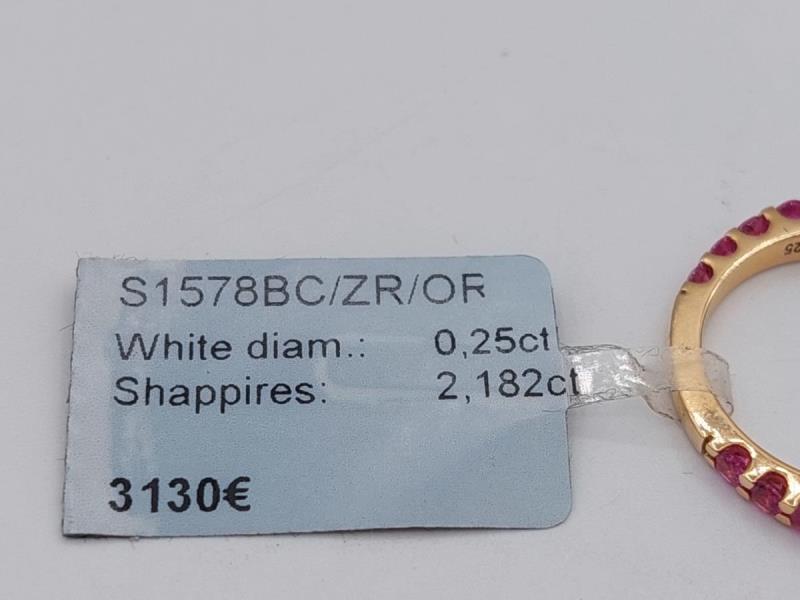 S1578BC/ZR/OR
White diam.: 0,25ct
Shappires: 2,182ct
3130€